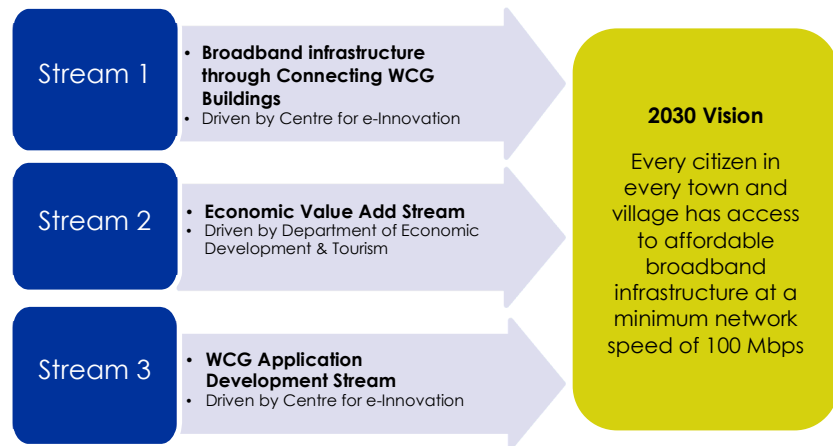 Stream 1
• Broadband infrastructure
through Connecting WCG
Buildings
• Driven by Centre for e-Innovation
Stream 2
• Economic Value Add Stream
• Driven by Department of Economic
Development & Tourism
Stream 3
• WCG Application
Development Stream
• Driven by Centre for e-Innovation
2030 Vision
Every citizen in
every town and
village has access
to affordable
broadband
infrastructure at a
minimum network
speed of 100 Mbps